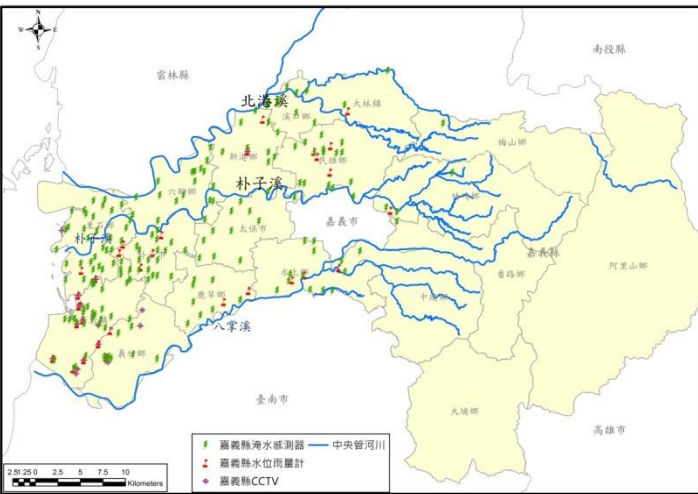 N
W
E
S
南投縣
雲林縣
北港溪
大林鎮
溪口鄉
梅山鄉
新港鄉
民雄鄉
六腳鄉
朴子溪
東石鄉
太保市
嘉義市
朴子溪
嘉義縣
阿里山鄉
番路鄉
水上鄉
鹿草鄉
中埔鄉
八掌溪
義竹鄉
臺南市
大埔鄉
高雄市
嘉義縣淹水感測器
中央管河川
嘉義縣水位雨量計
嘉義縣CCTV
2.51.25 0 2.5 5 7.5 10
Kilometers